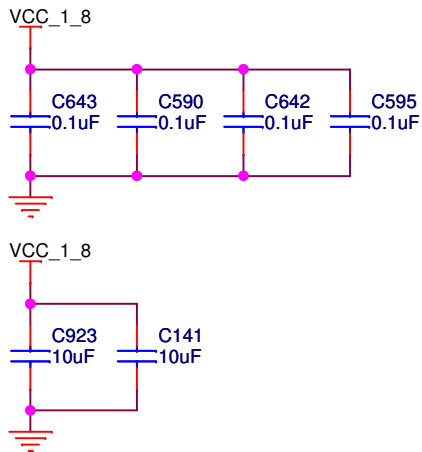 VCC_1_8
C643 C590 C642 C595
0.1uF 0.1uF 0.1uF 0.1uF
VCC_1_8
C923 C141
10uF 10uF